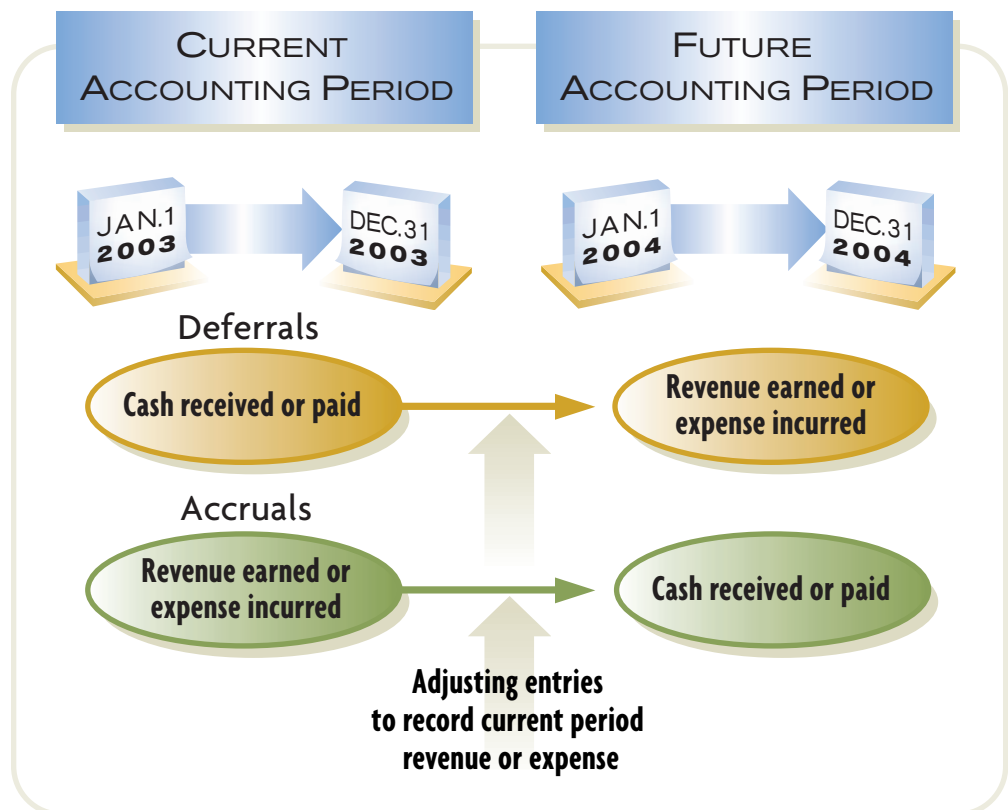 CURRENT
ACCOUNTING PERIOD
FUTURE
ACCOUNTING PERIOD
JAN.1
2003
DEC.31
2003
JAN.1
2004
DEC.31
2004
Deferrals
Cash received or paid
Revenue earned or
expense incurred
Accruals
Revenue earned or
expense incurred
Cash received or paid
Adjusting entries
to record current period
revenue or expense